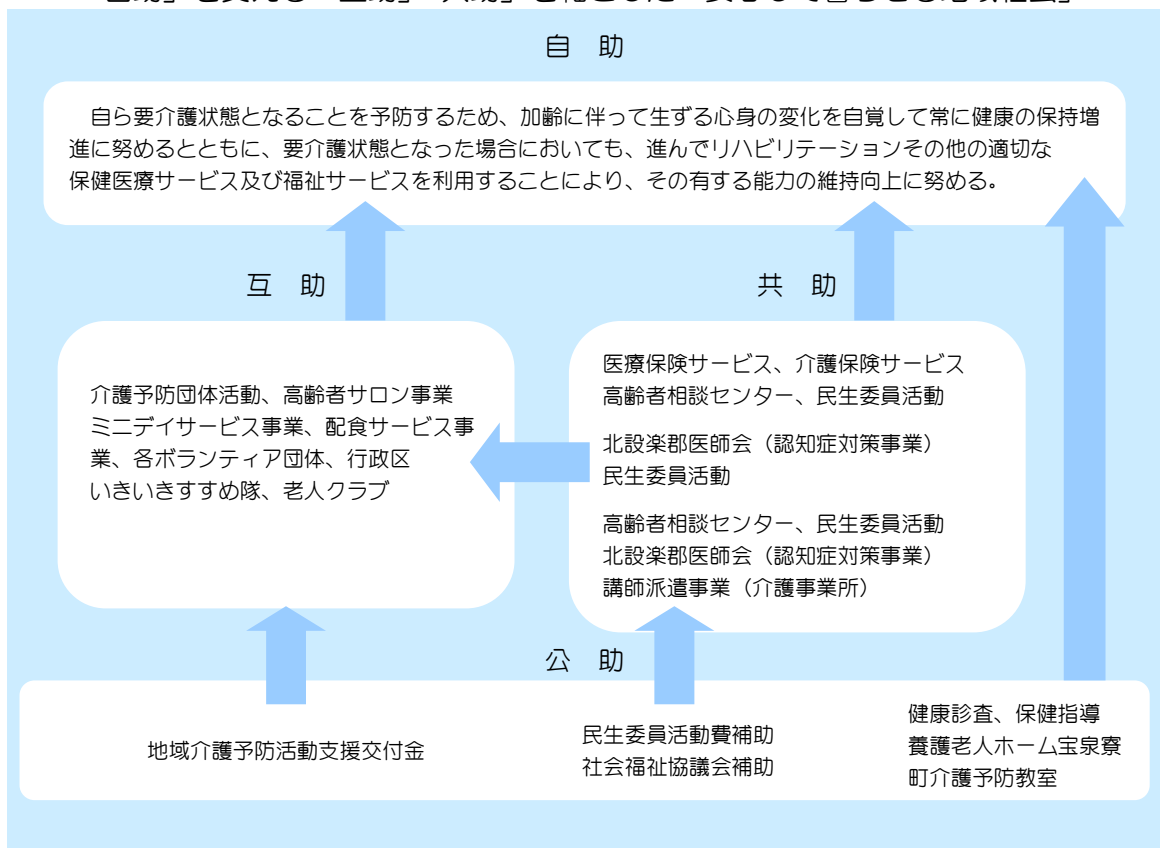 自　助
自ら要介護状態となることを予防するため、加齢に伴って生ずる心身の変化を自覚して常に健康の保持増
進に努めるとともに、要介護状態となった場合においても、進んでリハビリテーションその他の適切な
保健医療サービス及び福祉サービスを利用することにより、その有する能力の維持向上に努める。
互　助
共　助
介護予防団体活動、高齢者サロン事業
ミニデイサービス事業、配食サービス事
業、各ボランティア団体、行政区
いきいきすすめ隊、老人クラブ
医療保険サービス、介護保険サービス
高齢者相談センター、民生委員活動
北設楽郡医師会（認知症対策事業）
民生委員活動
高齢者相談センター、民生委員活動
北設楽郡医師会（認知症対策事業）
講師派遣事業（介護事業所）
公　助
地域介護予防活動支援交付金
民生委員活動費補助
社会福祉協議会補助
健康診査、保健指導
養護老人ホーム宝泉寮
町介護予防教室